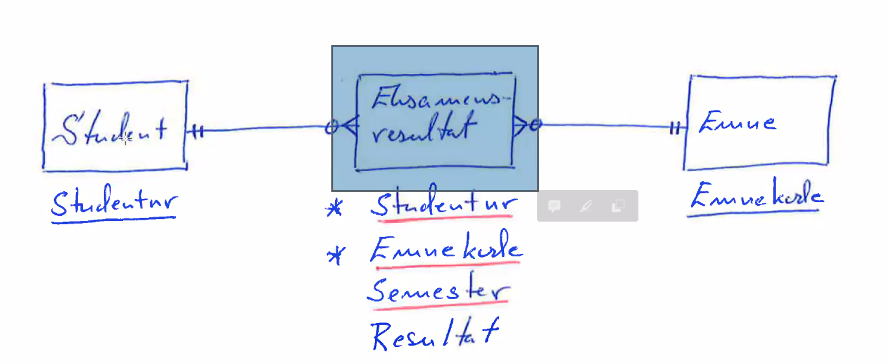 Student
Eksamens-
resultat
Emne
Studentnr
* Studentnr
Emnekode
* Emnekode
Semester
Resultat